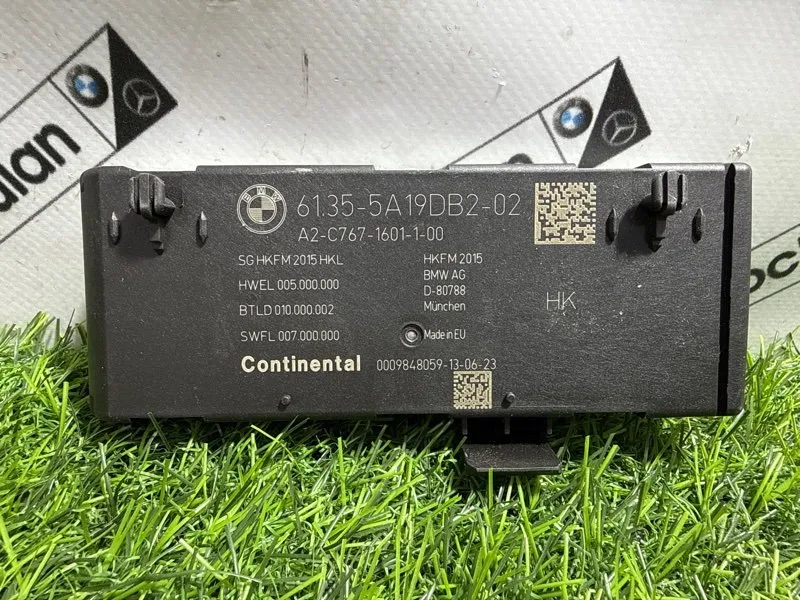 alan
BMW
61.35-5A19DB2-02
A2-C767-1601-1-00
SG HKFM 2015 HKL
HWEL 005.000.000
BTLD 010.000.002
SWFL 007.000.000
HKFM 2015
BMW AG
D-80788
München
Made in EU
HK
Continental 0009848059-13-06-23